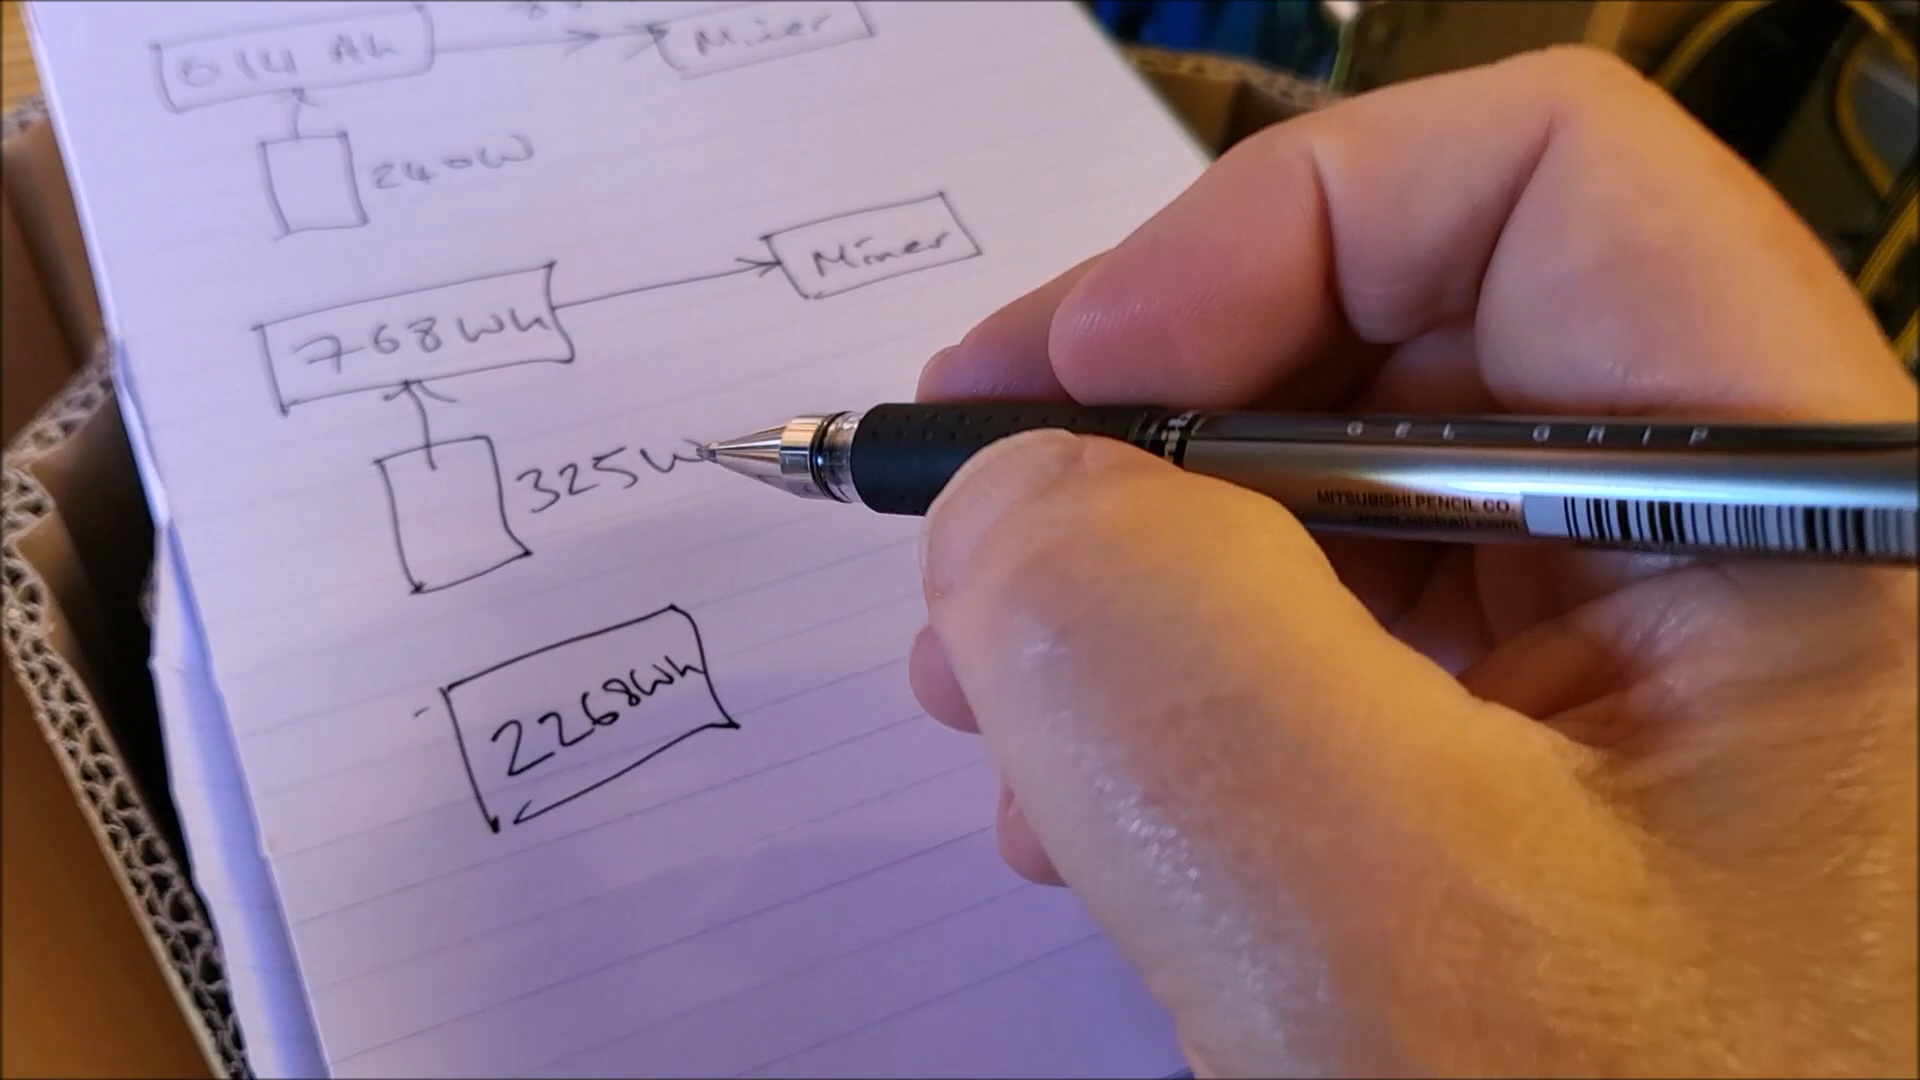 614 Ah
Miner
240W
Miner
768Wh
325W
2268Wh
GEL GRIP
MITSUBISHI PENCIL CO.